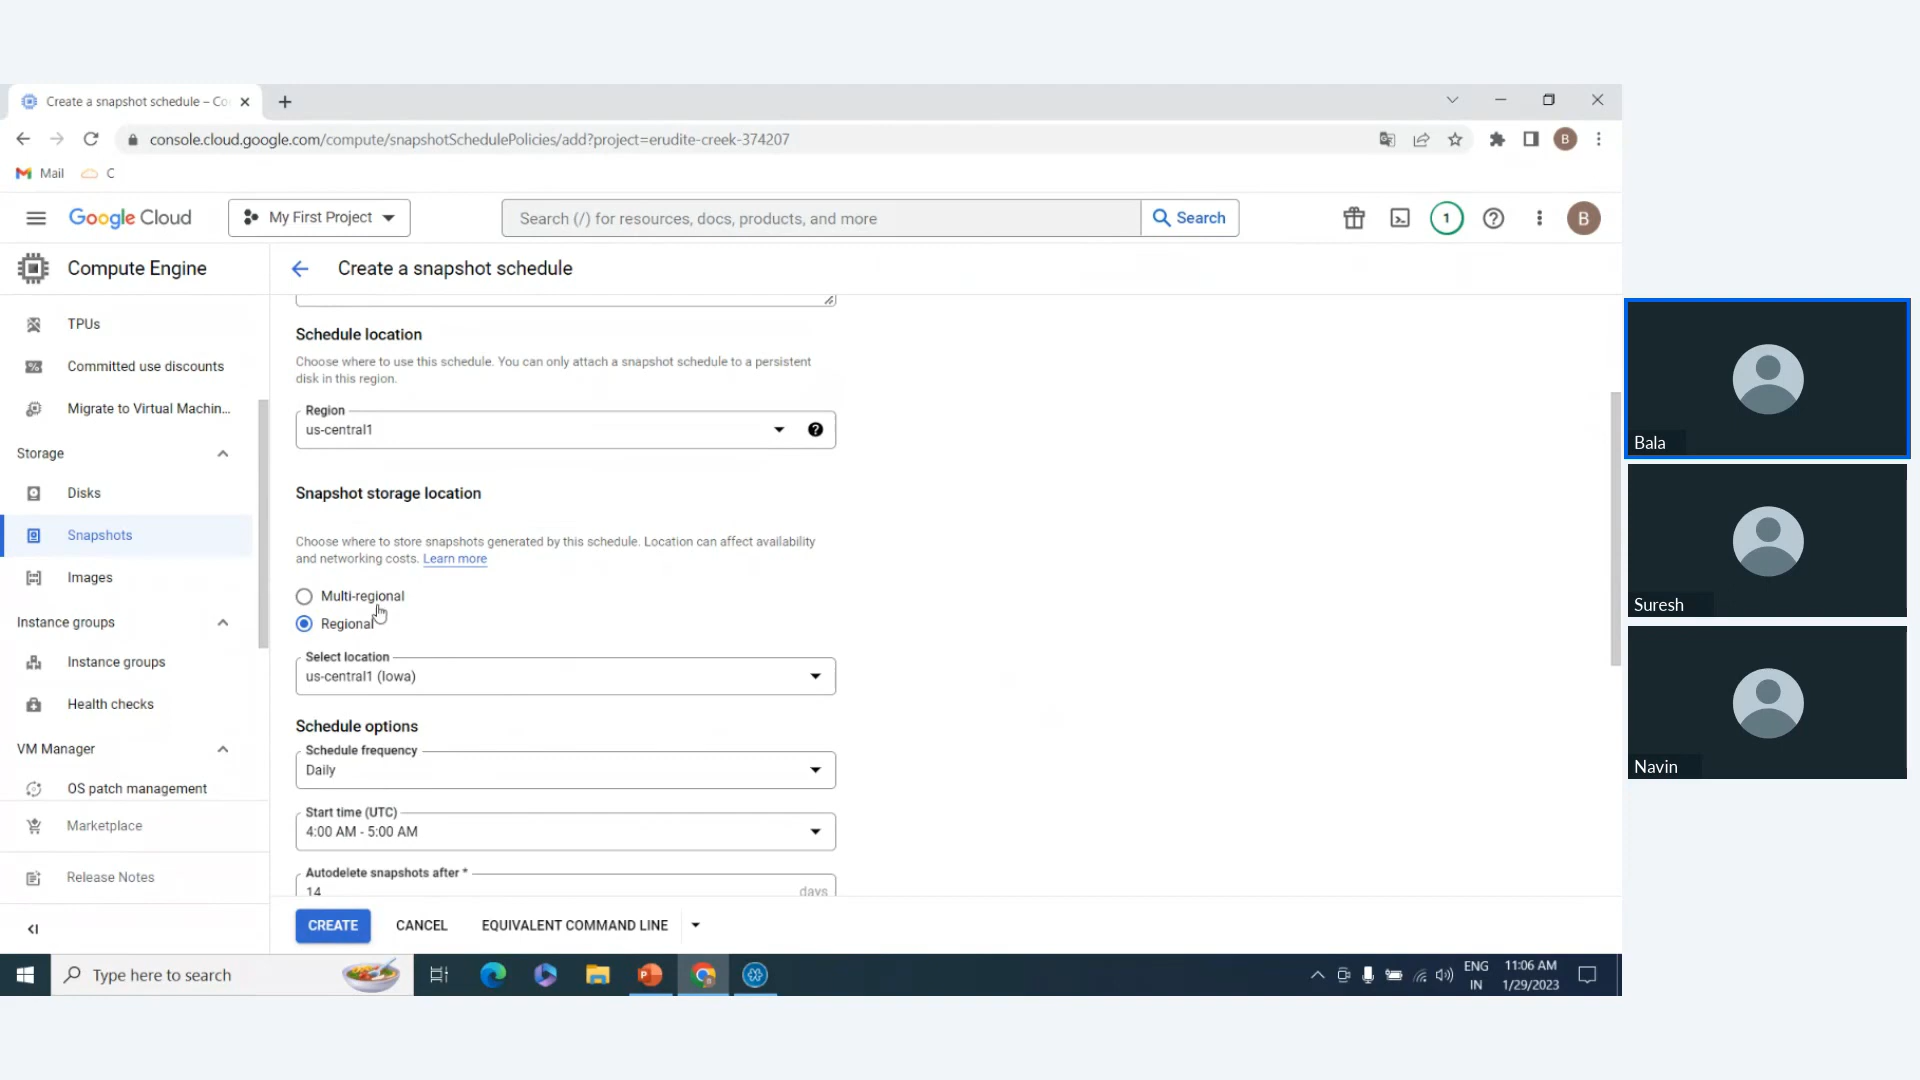 Create a snapshot schedule – Co
console.cloud.google.com/compute/snapshotSchedulePolicies/add?project=erudite-creek-374207
B
Mail
C
Google Cloud
My First Project
Search (/) for resources, docs, products, and more
Search
1
B
Compute Engine
Create a snapshot schedule
TPUs
Committed use discounts
Migrate to Virtual Machin...
Storage
Disks
Snapshots
Images
Instance groups
Instance groups
Health checks
VM Manager
OS patch management
Marketplace
Release Notes
Schedule location
Choose where to use this schedule. You can only attach a snapshot schedule to a persistent
disk in this region.
Region
us-central1
Snapshot storage location
Choose where to store snapshots generated by this schedule. Location can affect availability
and networking costs. Learn more
Multi-regional
Regional
Select location
us-central1 (Iowa)
Schedule options
Schedule frequency
Daily
Start time (UTC)
4:00 AM - 5:00 AM
Autodelete snapshots after *
14 days
CREATE CANCEL EQUIVALENT COMMAND LINE
Bala
Suresh
Navin
Type here to search
ENG
IN
11:06 AM
1/29/2023